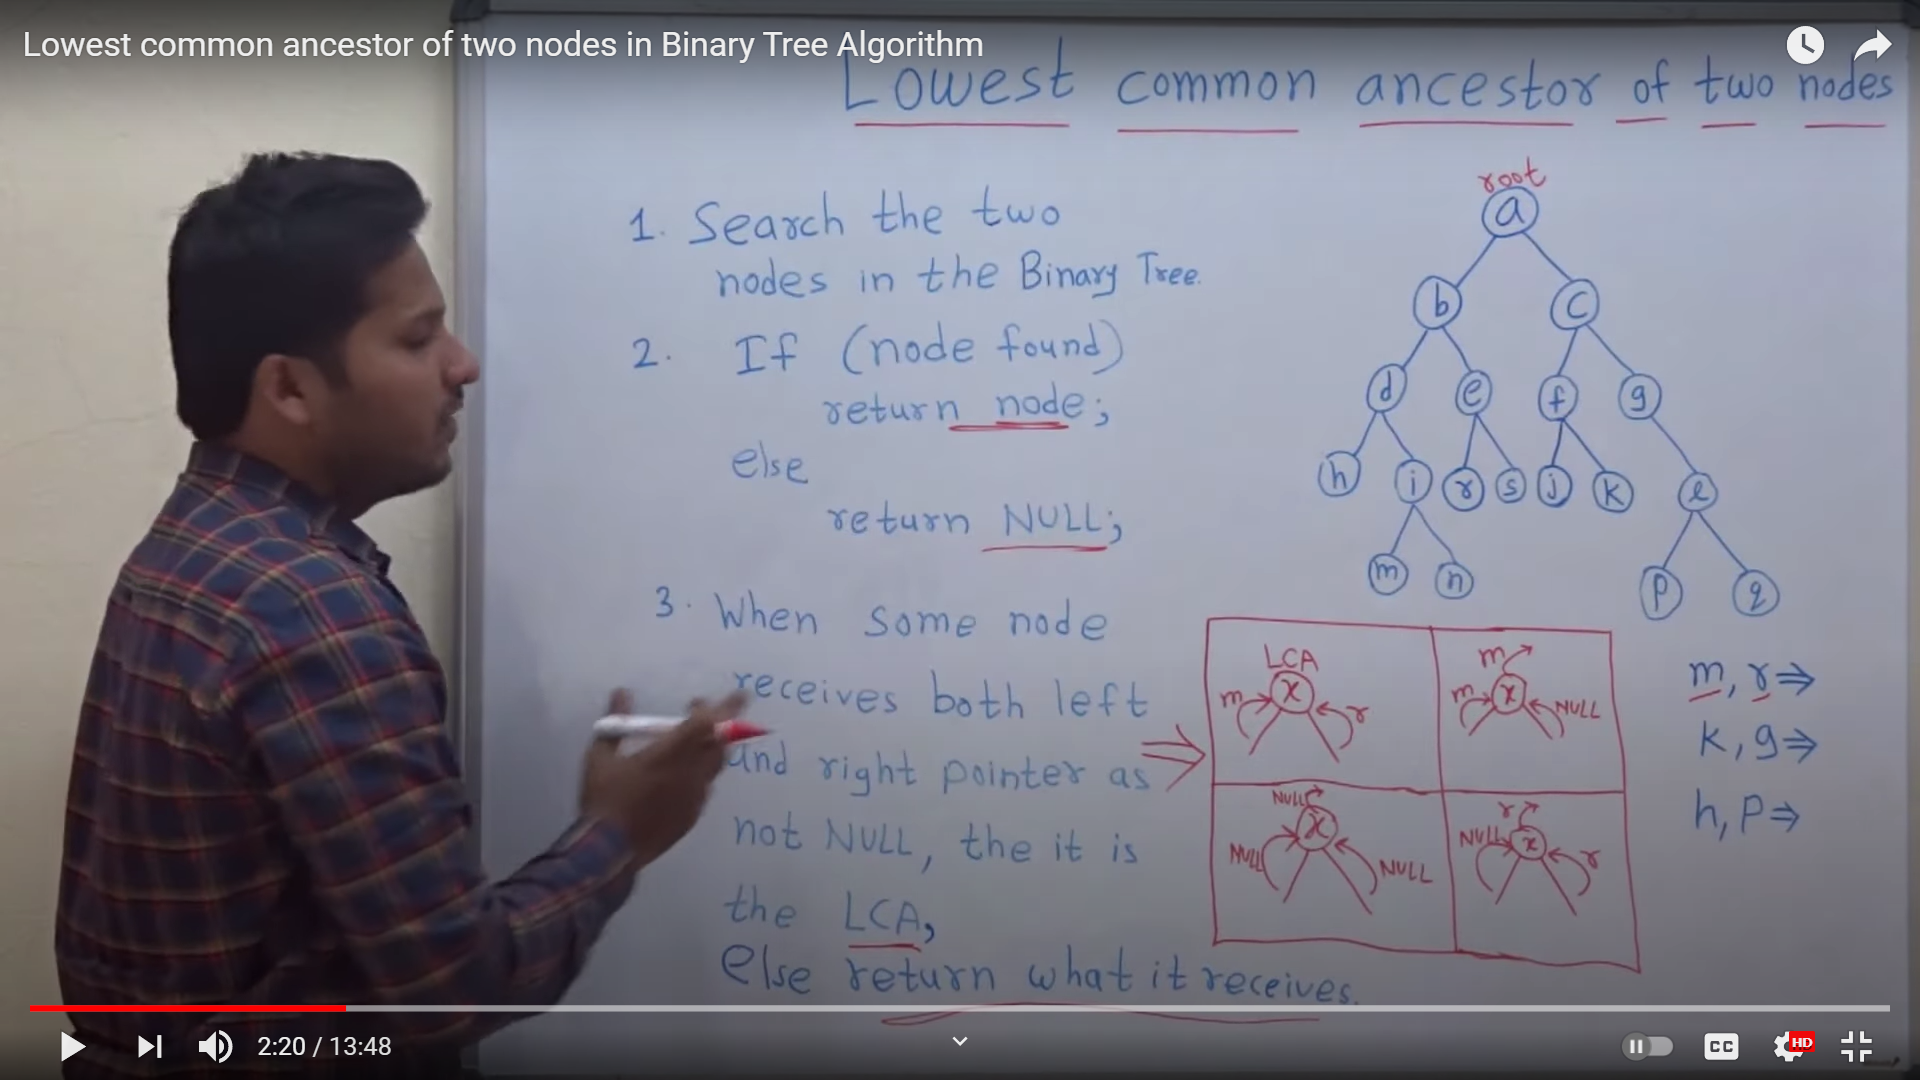 Lowest common ancestor of two nodes in Binary Tree Algorithm
Lowest common ancestor of two nodes
1. Search the two
nodes in the Binary Tree.
2. If (node found)
return node;
else
return NULL;
3. When some node
receives both left
and right pointer as
not NULL, the it is
the LCA,
Else return what it receives.
root
a
b c
d e f g
h i r s j k l
m n p q
LCA
m x r
m
m x NULL
NULL
NULL x NULL
r
NULL x r
m, r ⇒
k, g ⇒
h, p ⇒
2:20 / 13:48
CC
HD